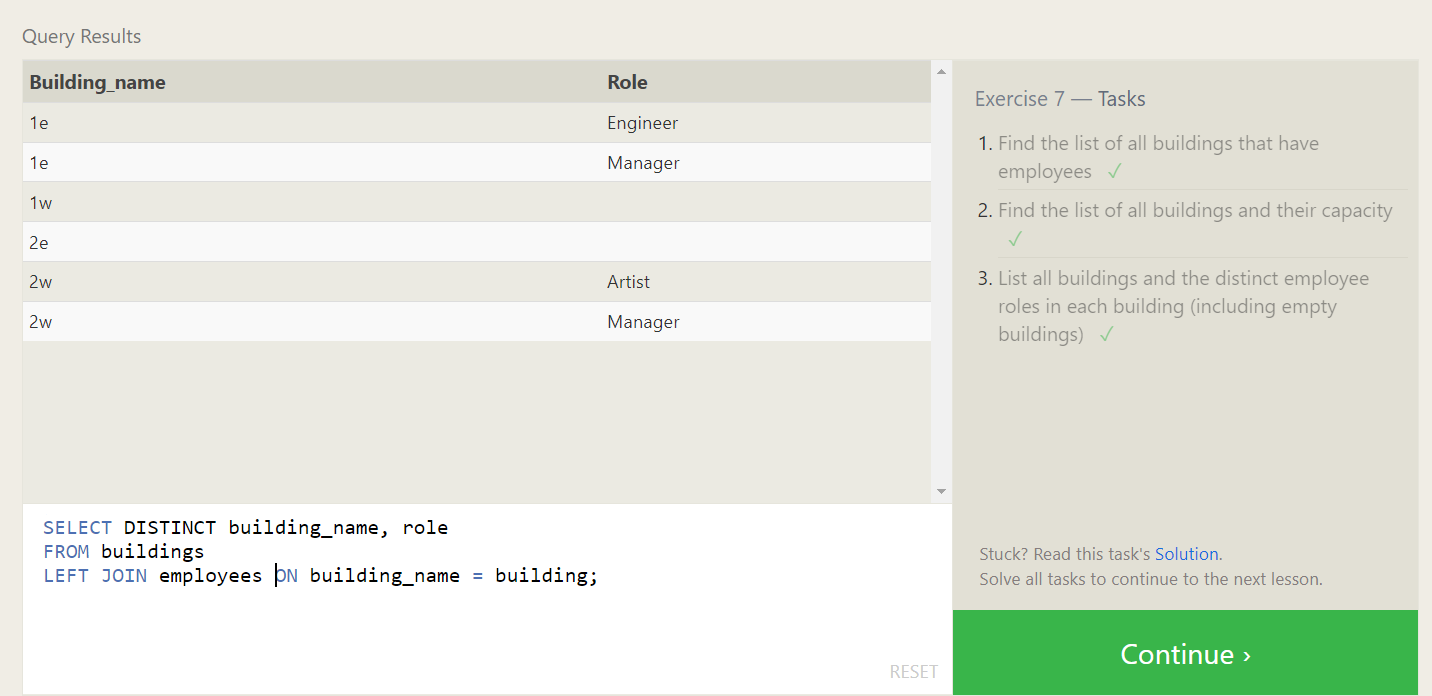 Query Results
Building_name Role
1e Engineer
1e Manager
1w
2e
2w Artist
2w Manager
SELECT DISTINCT building_name, role
FROM buildings
LEFT JOIN employees ON building_name = building;
RESET
Exercise 7 — Tasks
1. Find the list of all buildings that have
employees ✓
2. Find the list of all buildings and their capacity
✓
3. List all buildings and the distinct employee
roles in each building (including empty
buildings) ✓
Stuck? Read this task's Solution.
Solve all tasks to continue to the next lesson.
Continue ›